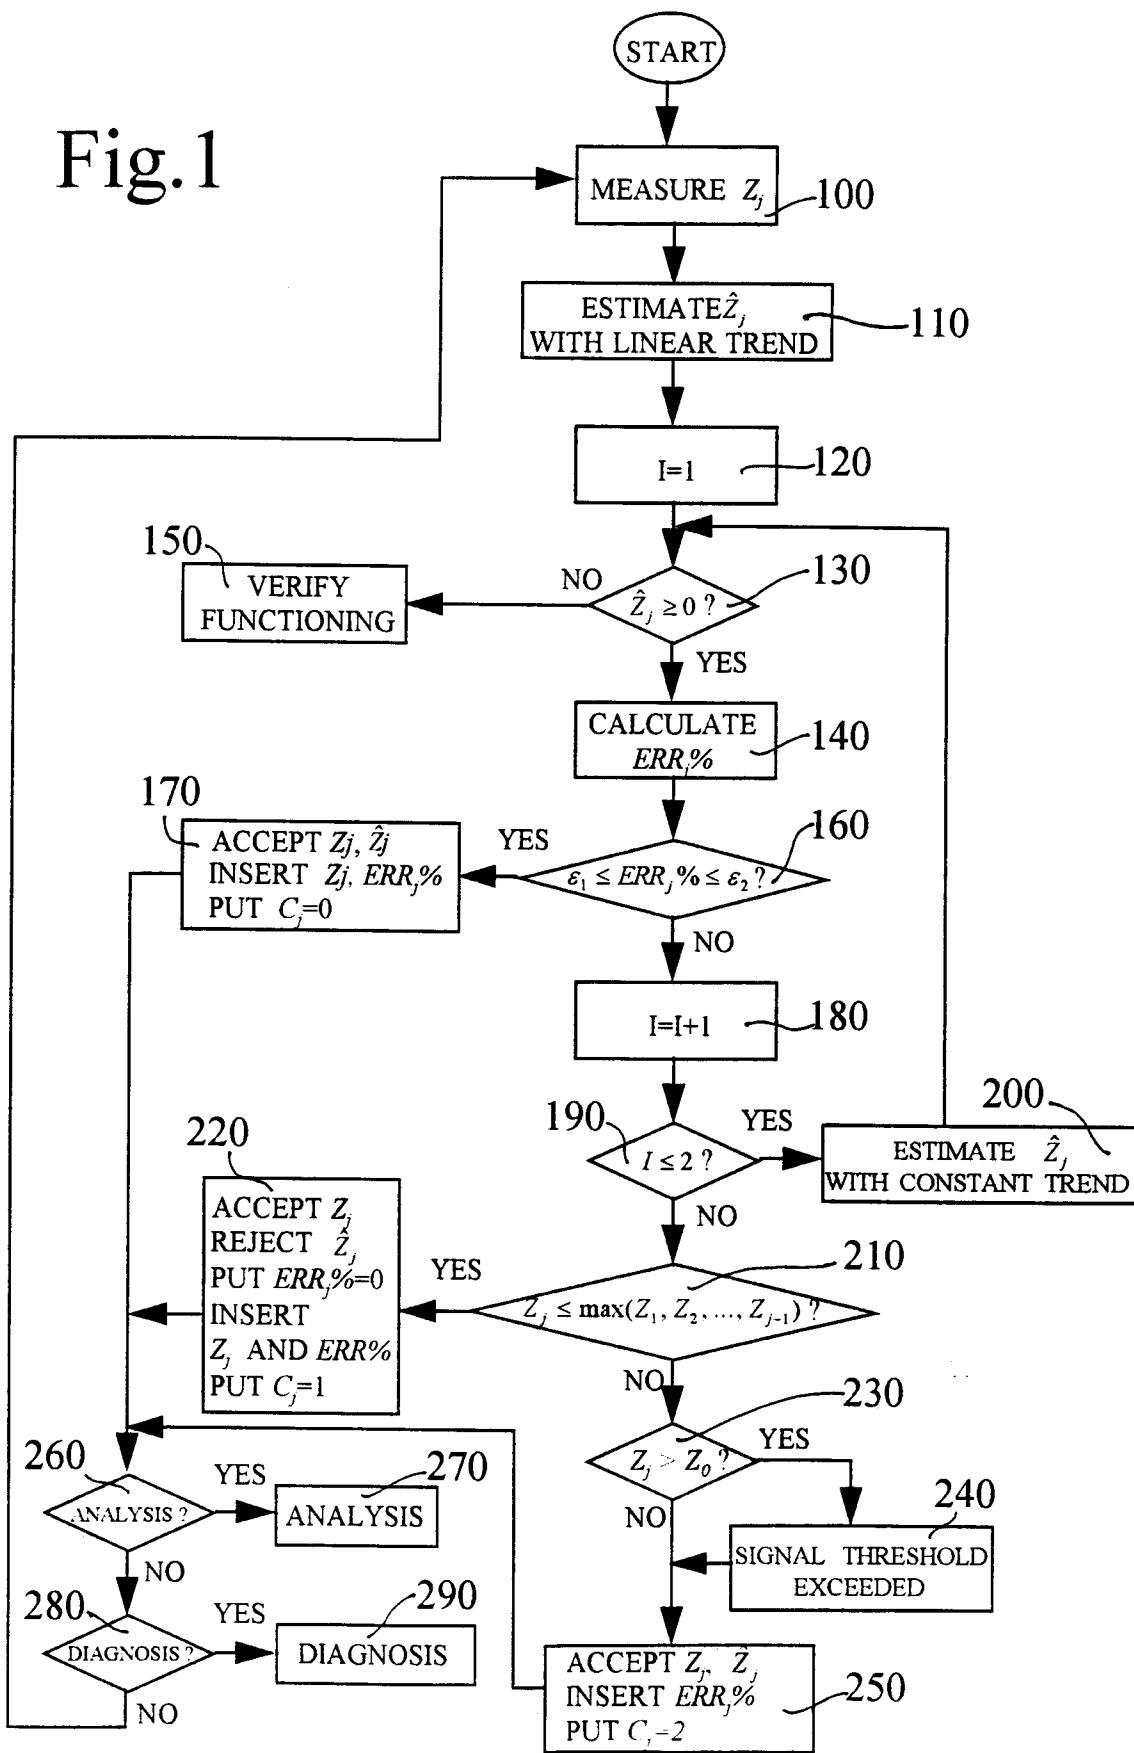 START
Fig.1
MEASURE Z_j
100
ESTIMATE Ẑ_j
WITH LINEAR TREND
110
I=1
120
150
VERIFY
FUNCTIONING
NO
Ẑ_j ≥ 0 ?
130
YES
CALCULATE
ERR_j%
140
170
ACCEPT Zj, Ẑj
INSERT Zj, ERR_j%
PUT C_j=0
YES
ε_1 ≤ ERR_j % ≤ ε_2 ?
160
NO
I=I+1
180
190
I ≤ 2 ?
YES
200
ESTIMATE Ẑ_j
WITH CONSTANT TREND
NO
220
ACCEPT Z_j
REJECT Ẑ_j
PUT ERR_j%=0
INSERT
Z_j AND ERR%
PUT C_j=1
YES
Z_j ≤ max(Z_1, Z_2, ..., Z_{j-1}) ?
210
NO
230
Z_j > Z_0 ?
YES
NO
240
SIGNAL THRESHOLD
EXCEEDED
260
ANALYSIS ?
YES
270
ANALYSIS
NO
280
DIAGNOSIS ?
YES
290
DIAGNOSIS
NO
ACCEPT Z_j, Ẑ_j
INSERT ERR_j%
PUT C_j=2
250